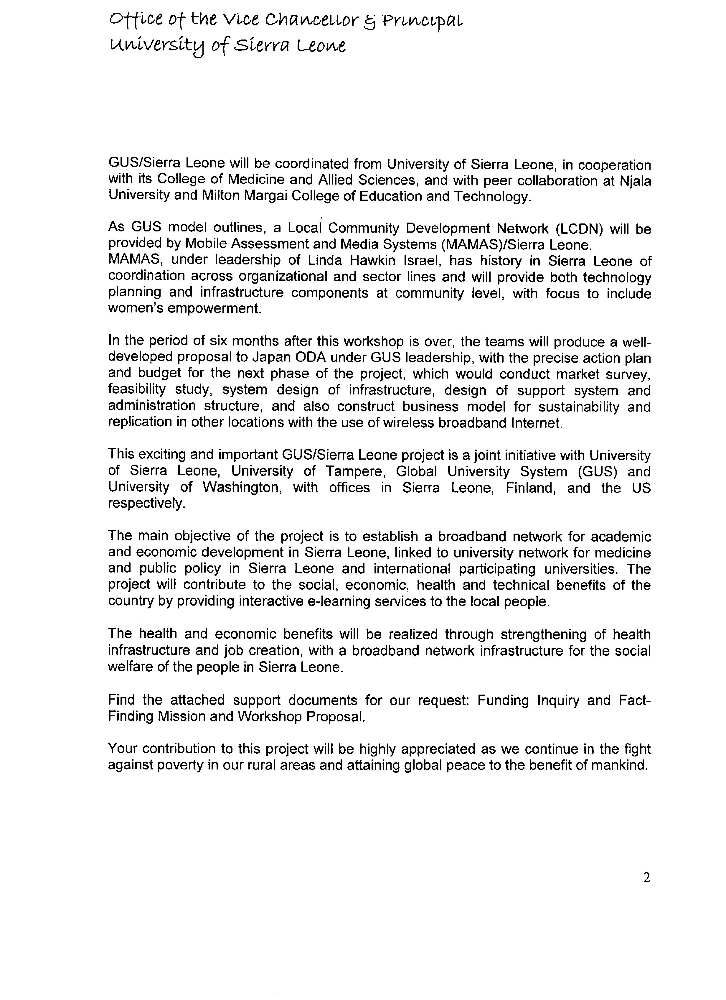 Office of the Vice Chancellor & Principal
University of Sierra Leone
GUS/Sierra Leone will be coordinated from University of Sierra Leone, in cooperation
with its College of Medicine and Allied Sciences, and with peer collaboration at Njala
University and Milton Margai College of Education and Technology.
As GUS model outlines, a Local Community Development Network (LCDN) will be
provided by Mobile Assessment and Media Systems (MAMAS)/Sierra Leone.
MAMAS, under leadership of Linda Hawkin Israel, has history in Sierra Leone of
coordination across organizational and sector lines and will provide both technology
planning and infrastructure components at community level, with focus to include
women's empowerment.
In the period of six months after this workshop is over, the teams will produce a well-
developed proposal to Japan ODA under GUS leadership, with the precise action plan
and budget for the next phase of the project, which would conduct market survey,
feasibility study, system design of infrastructure, design of support system and
administration structure, and also construct business model for sustainability and
replication in other locations with the use of wireless broadband Internet.
This exciting and important GUS/Sierra Leone project is a joint initiative with University
of Sierra Leone, University of Tampere, Global University System (GUS) and
University of Washington, with offices in Sierra Leone, Finland, and the US
respectively.
The main objective of the project is to establish a broadband network for academic
and economic development in Sierra Leone, linked to university network for medicine
and public policy in Sierra Leone and international participating universities. The
project will contribute to the social, economic, health and technical benefits of the
country by providing interactive e-learning services to the local people.
The health and economic benefits will be realized through strengthening of health
infrastructure and job creation, with a broadband network infrastructure for the social
welfare of the people in Sierra Leone.
Find the attached support documents for our request: Funding Inquiry and Fact-
Finding Mission and Workshop Proposal.
Your contribution to this project will be highly appreciated as we continue in the fight
against poverty in our rural areas and attaining global peace to the benefit of mankind.
2